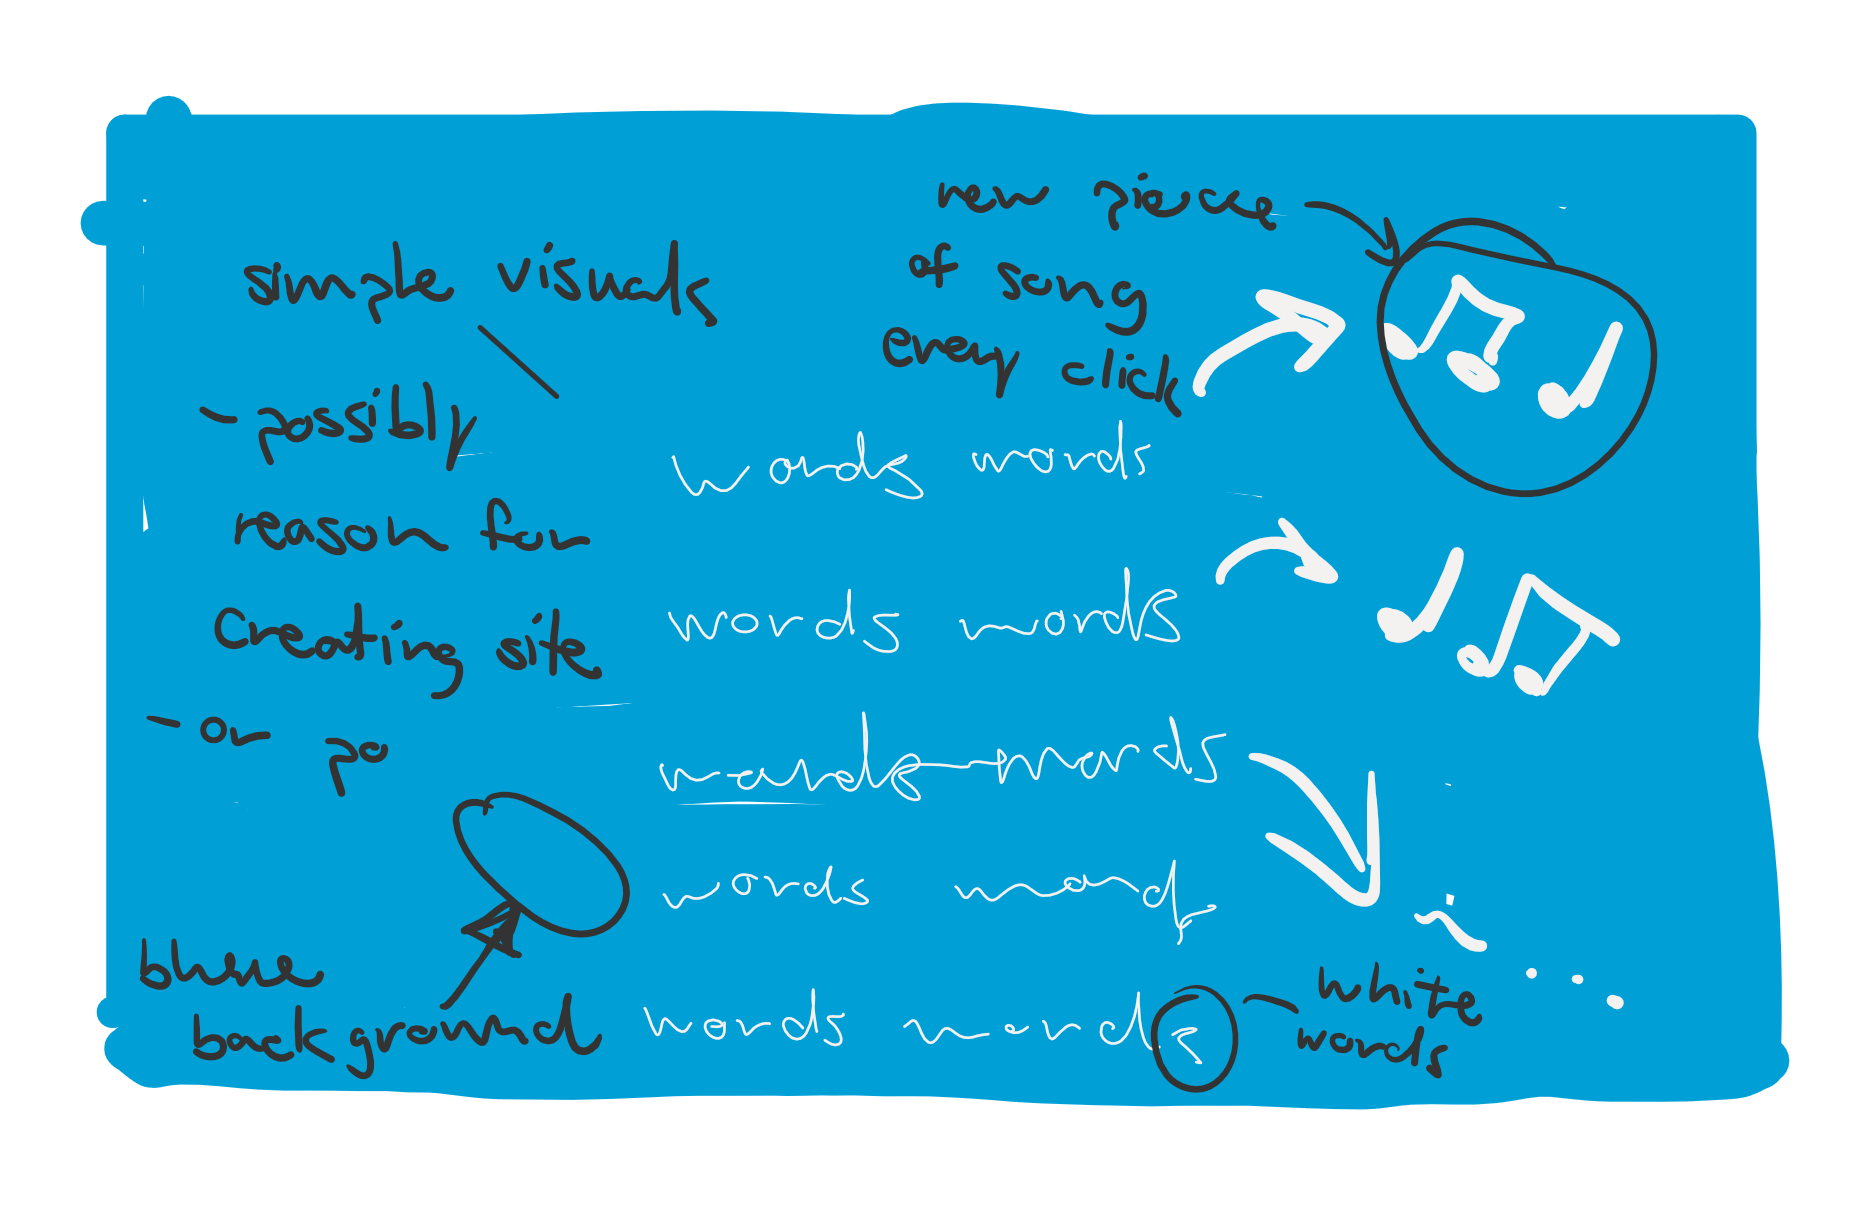 simple visuals
- possibly
reason for
creating site
- or po
blue
background
new piece
of song
every click
words words
words words
words words
words word
words words
white
words